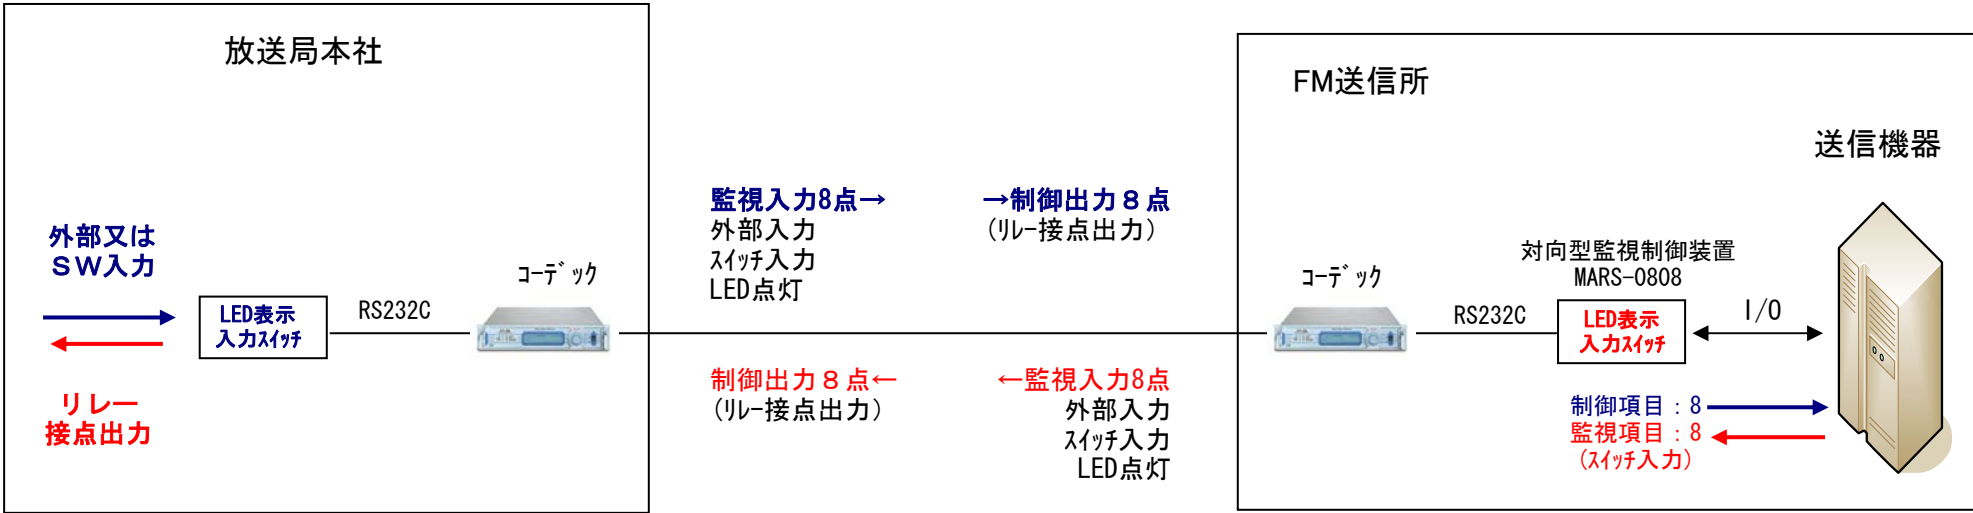 放送局本社
外部又は
ＳＷ入力
リレー
接点出力
LED表示
入力ｽｲｯﾁ
RS232C
ｺｰﾃﾞｯｸ
監視入力8点→
外部入力
ｽｲｯﾁ入力
LED点灯
→制御出力８点
(ﾘﾚｰ接点出力)
制御出力８点←
(ﾘﾚｰ接点出力)
←監視入力8点
外部入力
ｽｲｯﾁ入力
LED点灯
FM送信所
送信機器
ｺｰﾃﾞｯｸ
RS232C
対向型監視制御装置
MARS-0808
LED表示
入力ｽｲｯﾁ
I/O
制御項目：8
監視項目：8
(ｽｲｯﾁ入力)